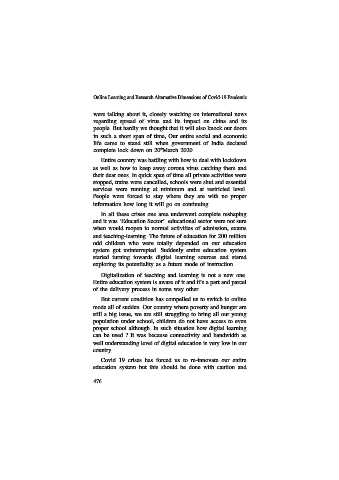 Online Learning and Research Alternative Dimensions of Covid-19 Pandemic
were talking about it, closely watching on international news
regarding spread of virus and its impact on china and its
people. But hardly we thought that it will also knock our doors
in such a short span of time, Our entire social and economic
life came to stand still when government of India declared
complete lock down on 20thMarch 2020.
Entire country was battling with how to deal with lockdown
as well as how to keep away corona virus catching them and
their dear ones. in quick span of time all private activities were
stopped, trains were cancelled, schools were shut and essential
services were running at minimum and at restricted level.
People were forced to stay where they are with no proper
information how long it will go on continuing.
In all these crises one area underwent complete reshaping
and it was 'Education Sector' educational sector were not sure
when would reopen to normal activities of admission, exams
and teaching-learning. The future of education for 200 million
odd children who were totally depended on our education
system got uninterrupted. Suddenly entire education system
started turning towards digital learning sources and stared
exploring its potentiality as a future mode of instruction.
Digitalization of teaching and learning is not a new one.
Entire education system is aware of it and it's a part and parcel
of the delivery process in some way other.
But current condition has compelled us to switch to online
mode all of sudden. Our country where poverty and hunger are
still a big issue, we are still struggling to bring all our young
population under school, children do not have access to even
proper school although. In such situation how digital learning
can be used ? It was because connectivity and bandwidth as
well understanding level of digital education is very low in our
country.
Covid 19 crises has forced us to re-innovate our entire
education system but this should be done with caution and
476